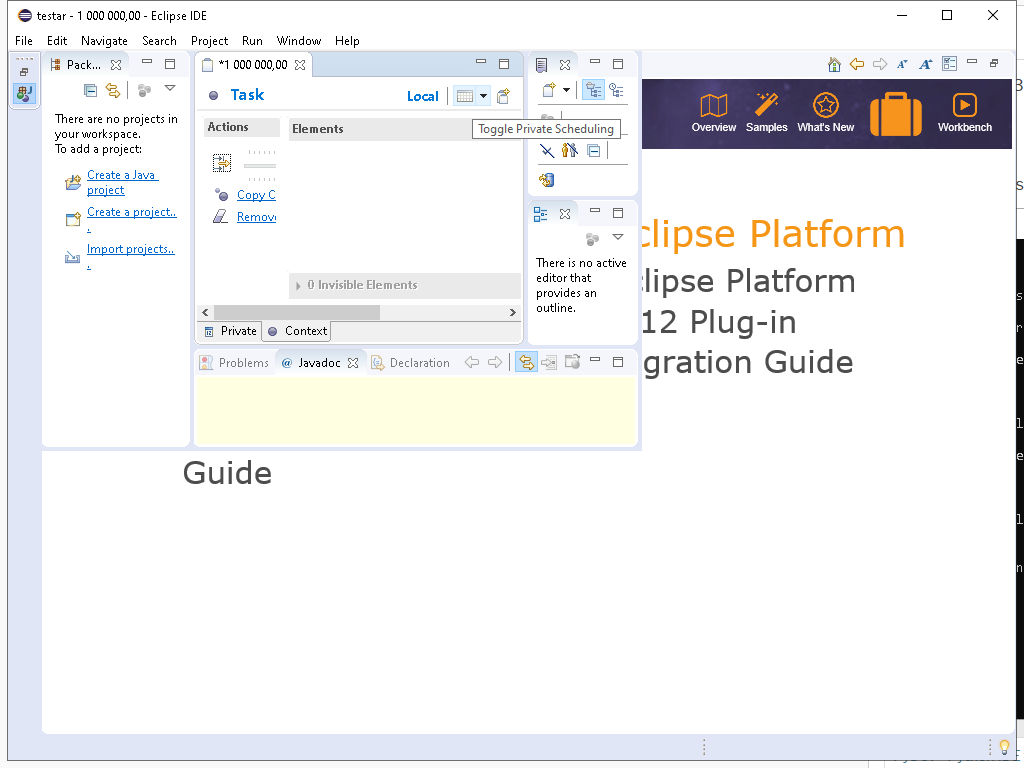 testar - 1 000 000,00 - Eclipse IDE
File Edit Navigate Search Project Run Window Help
Pack...
*1 000 000,00
There are no projects in
your workspace.
To add a project:
Create a Java
project
Create a project..
.
Import projects..
.
Task
Local
Actions
Elements
Toggle Private Scheduling
Copy C
Remov
0 Invisible Elements
Private Context
There is no active
editor that
provides an
outline.
Problems @ Javadoc Declaration
Overview Samples What's New Workbench
clipse Platform
clipse Platform
12 Plug-in
gration Guide
Guide